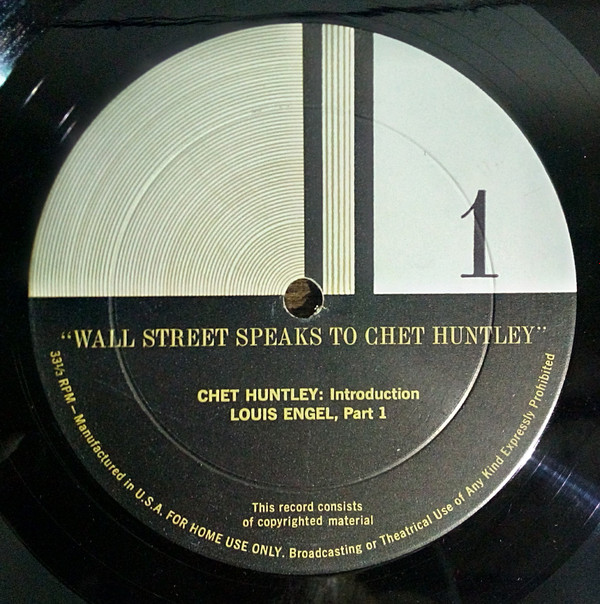 1
"WALL STREET SPEAKS TO CHET HUNTLEY"
CHET HUNTLEY: Introduction
LOUIS ENGEL, Part 1
This record consists
of copyrighted material
33⅓ RPM—Manufactured in U.S.A. FOR HOME USE ONLY. Broadcasting or Theatrical Use of Any Kind Expressly Prohibited